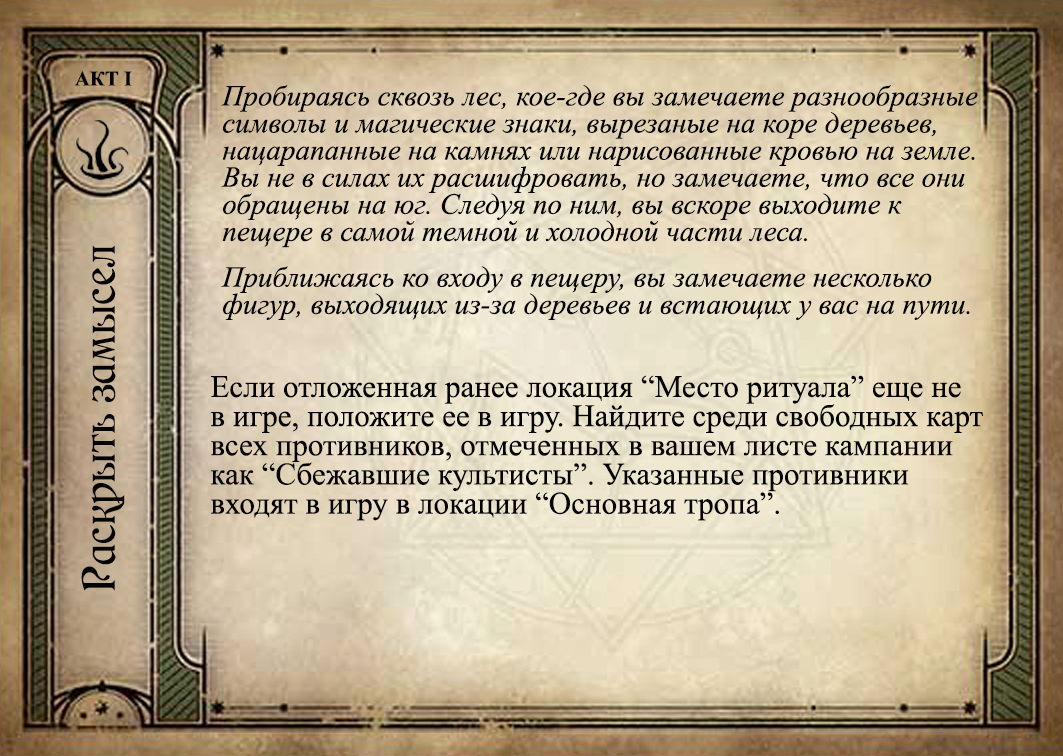 АКТ I
Раскрыть замысел
Пробираясь сквозь лес, кое-где вы замечаете разнообразные
символы и магические знаки, вырезаные на коре деревьев,
нацарапанные на камнях или нарисованные кровью на земле.
Вы не в силах их расшифровать, но замечаете, что все они
обращены на юг. Следуя по ним, вы вскоре выходите к
пещере в самой темной и холодной части леса.
Приближаясь ко входу в пещеру, вы замечаете несколько
фигур, выходящих из-за деревьев и встающих у вас на пути.
Если отложенная ранее локация “Место ритуала” еще не
в игре, положите ее в игру. Найдите среди свободных карт
всех противников, отмеченных в вашем листе кампании
как “Сбежавшие культисты”. Указанные противники
входят в игру в локации “Основная тропа”.